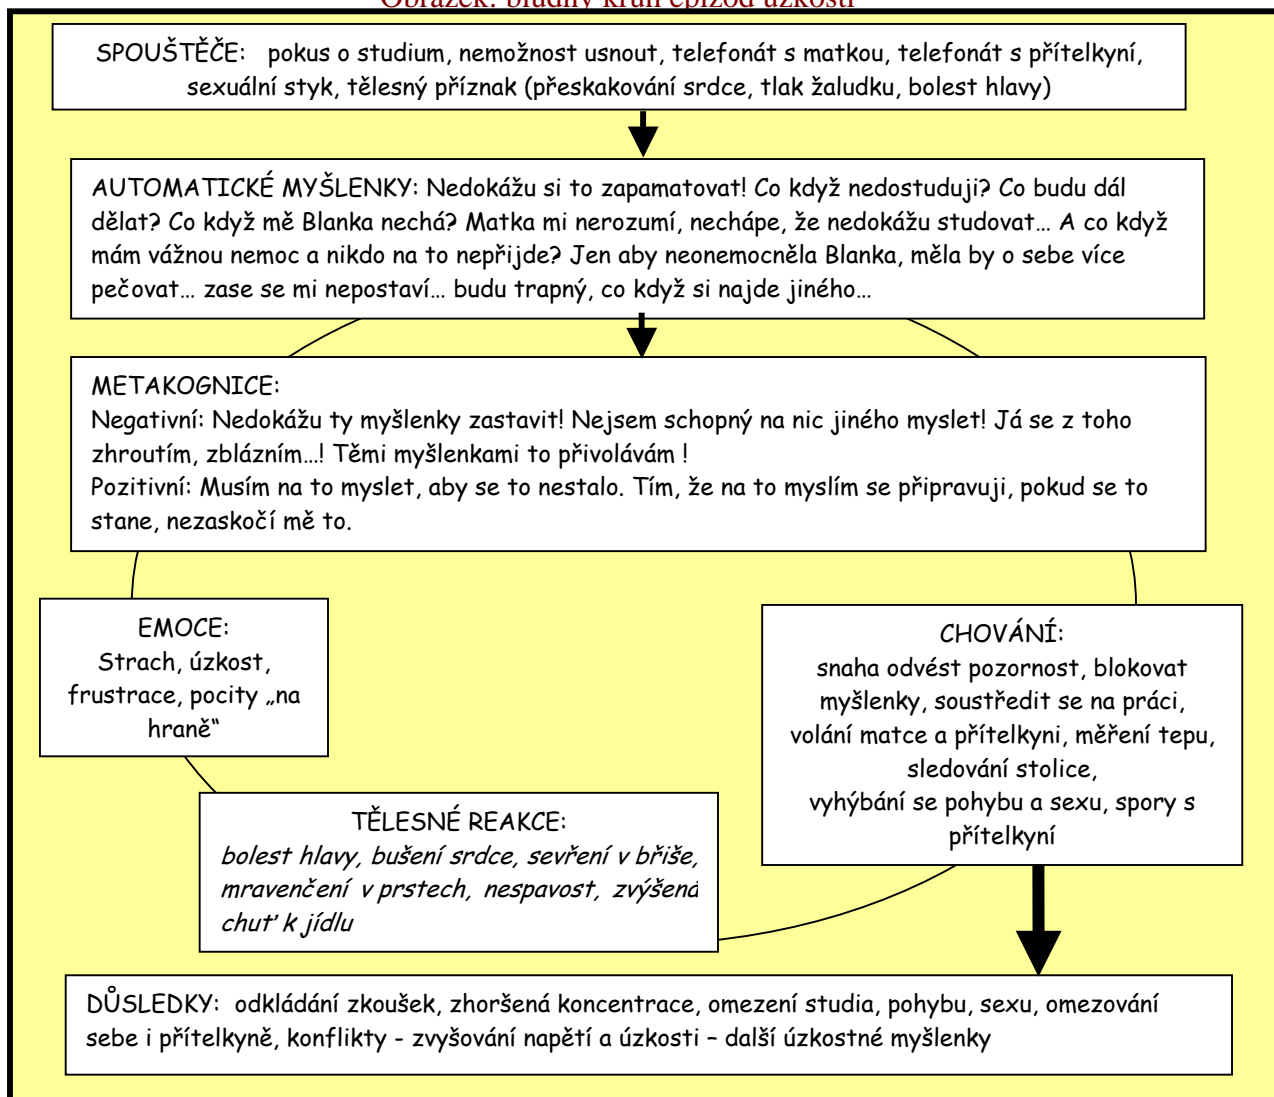 Obrázek: bludný kruh epizod úzkosti
SPOUŠTĚČE: pokus o studium, nemožnost usnout, telefonát s matkou, telefonát s přítelkyní,
sexuální styk, tělesný příznak (přeskakování srdce, tlak žaludku, bolest hlavy)
AUTOMATICKÉ MYŠLENKY: Nedokážu si to zapamatovat! Co když nedostuduji? Co budu dál
dělat? Co když mě Blanka nechá? Matka mi nerozumí, nechápe, že nedokážu studovat… A co když
mám vážnou nemoc a nikdo na to nepřijde? Jen aby neonemocněla Blanka, měla by o sebe více
pečovat… zase se mi nepostaví… budu trapný, co když si najde jiného…
METAKOGNICE:
Negativní: Nedokážu ty myšlenky zastavit! Nejsem schopný na nic jiného myslet! Já se z toho
zhroutím, zblázním…! Těmi myšlenkami to přivolávám !
Pozitivní: Musím na to myslet, aby se to nestalo. Tím, že na to myslím se připravuji, pokud se to
stane, nezaskočí mě to.
EMOCE:
Strach, úzkost,
frustrace, pocity „na
hraně“
CHOVÁNÍ:
snaha odvést pozornost, blokovat
myšlenky, soustředit se na práci,
volání matce a přítelkyni, měření tepu,
sledování stolice,
vyhýbání se pohybu a sexu, spory s
přítelkyní
TĚLESNÉ REAKCE:
bolest hlavy, bušení srdce, sevření v břiše,
mravenčení v prstech, nespavost, zvýšená
chuť k jídlu
DŮSLEDKY: odkládání zkoušek, zhoršená koncentrace, omezení studia, pohybu, sexu, omezování
sebe i přítelkyně, konflikty - zvyšování napětí a úzkosti – další úzkostné myšlenky